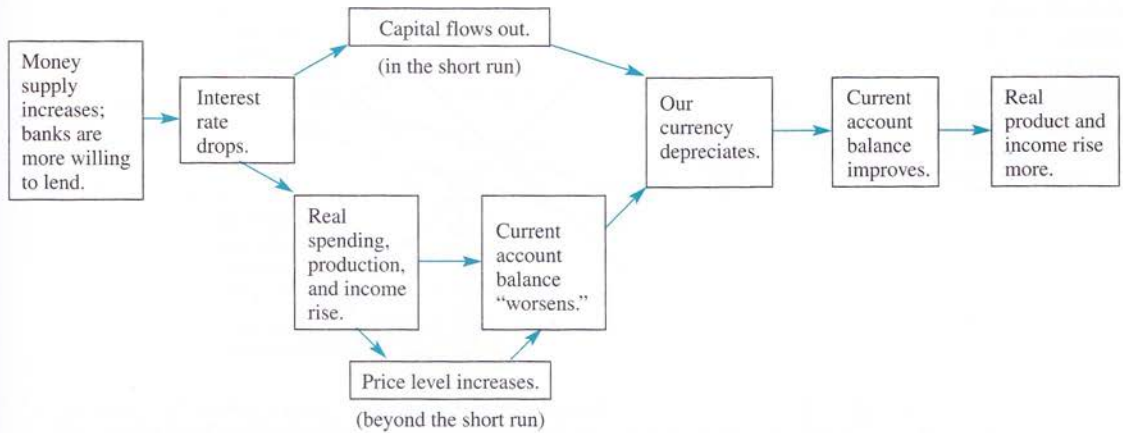 Money
supply
increases;
banks are
more willing
to lend.
Interest
rate
drops.
Capital flows out.
(in the short run)
Real
spending,
production,
and income
rise.
Price level increases.
(beyond the short run)
Current
account
balance
“worsens.”
Our
currency
depreciates.
Current
account
balance
improves.
Real
product and
income rise
more.